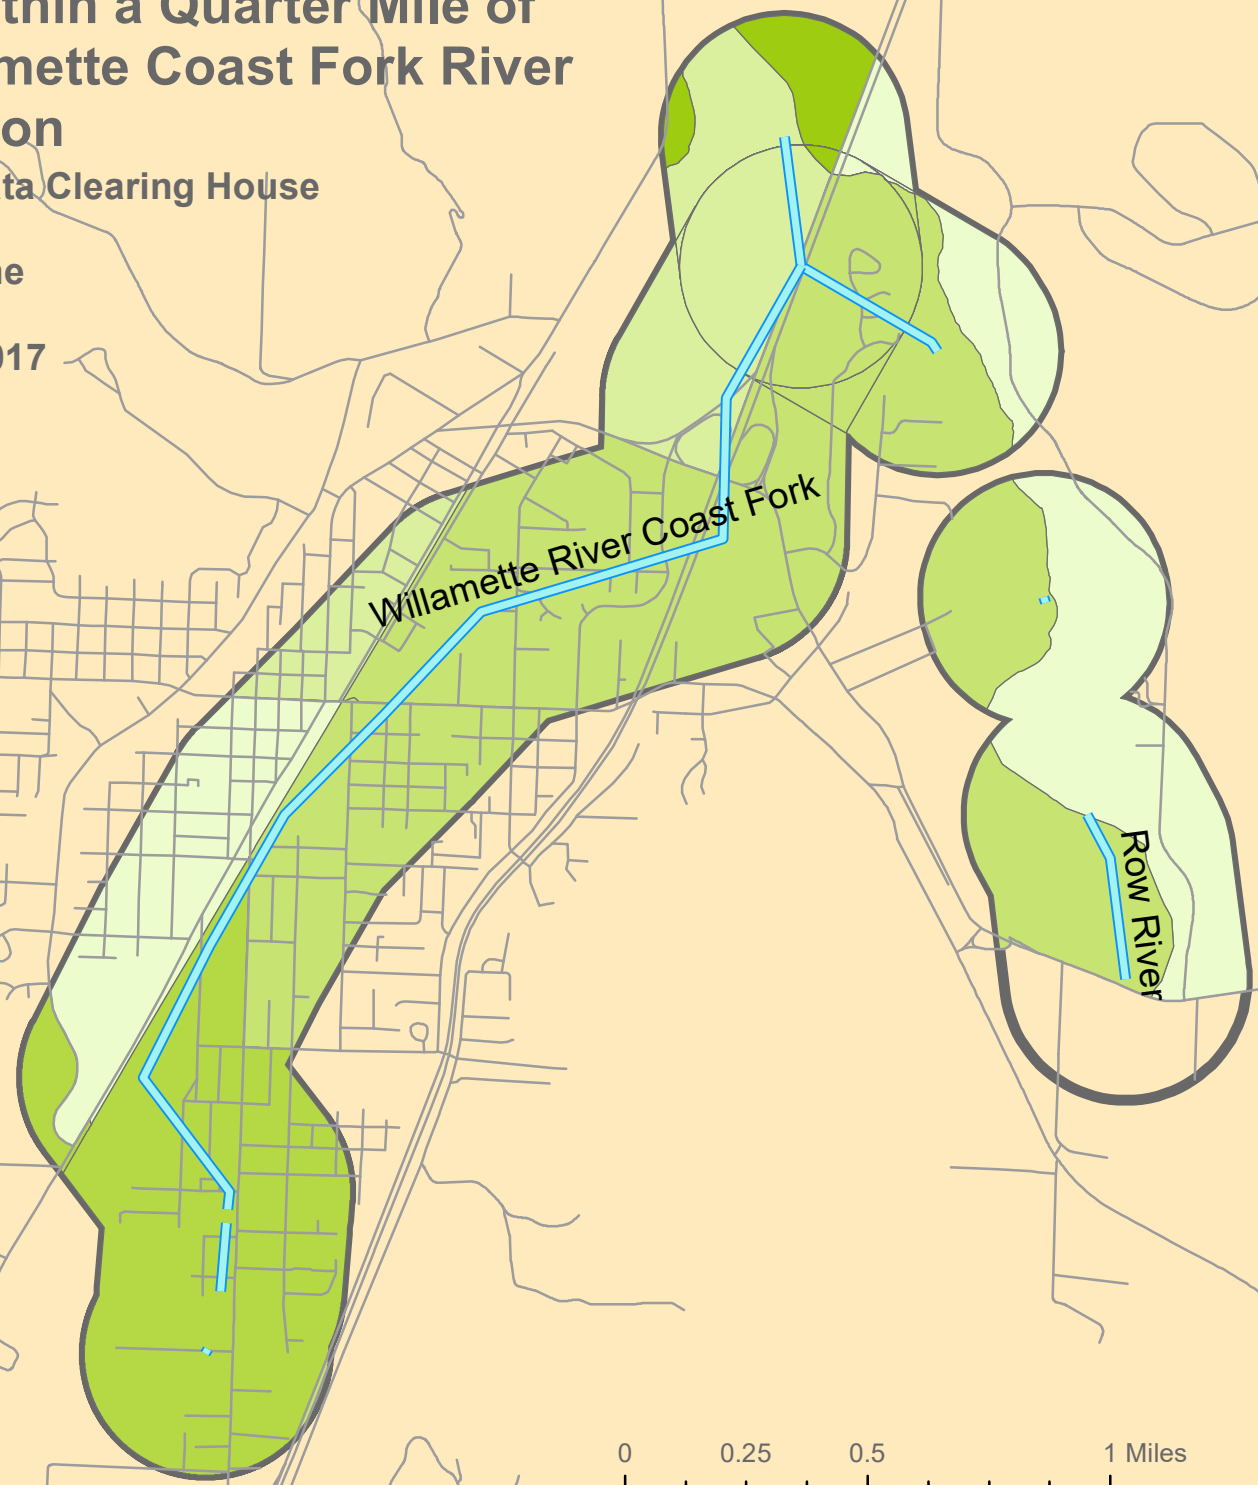 thin a Quarter Mile of
mette Coast Fork River
on
ta Clearing House
ne
017
Willamette River Coast Fork
Row River
0 0.25 0.5 1 Miles